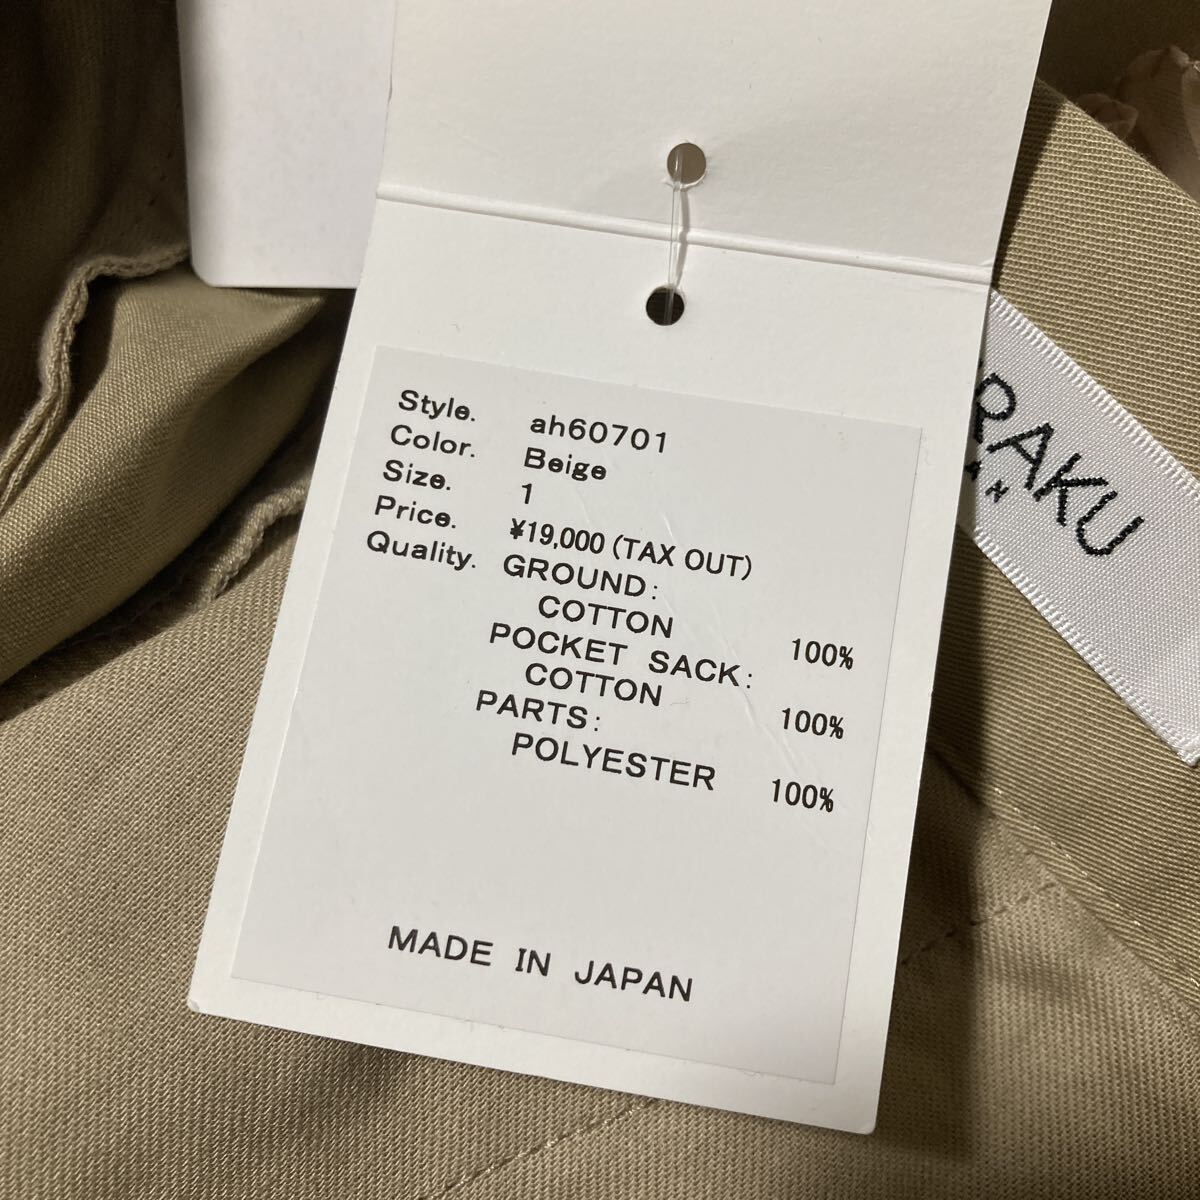 Style. ah60701
Color. Beige
Size. 1
Price. ¥19,000 (TAX OUT)
Quality. GROUND:
COTTON 100%
POCKET SACK:
COTTON 100%
PARTS:
POLYESTER 100%
MADE IN JAPAN
RAKU